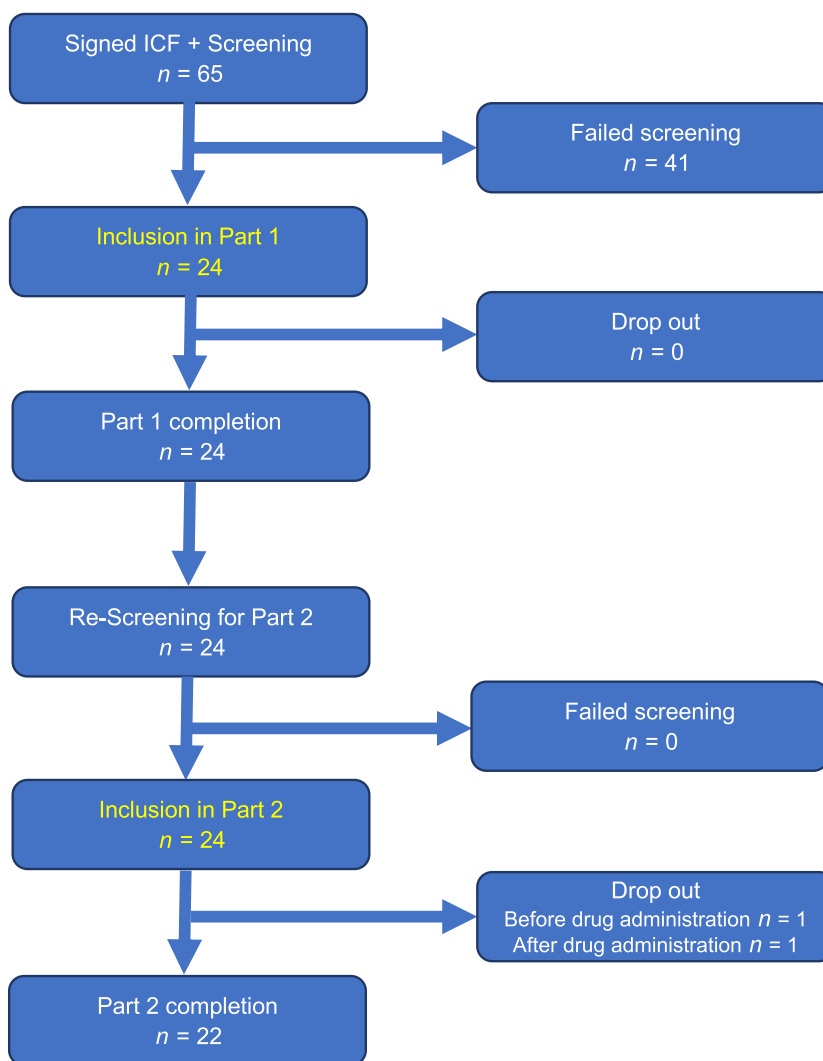 Signed ICF + Screening
n = 65
Failed screening
n = 41
Inclusion in Part 1
n = 24
Drop out
n = 0
Part 1 completion
n = 24
Re-Screening for Part 2
n = 24
Failed screening
n = 0
Inclusion in Part 2
n = 24
Drop out
Before drug administration n = 1
After drug administration n = 1
Part 2 completion
n = 22